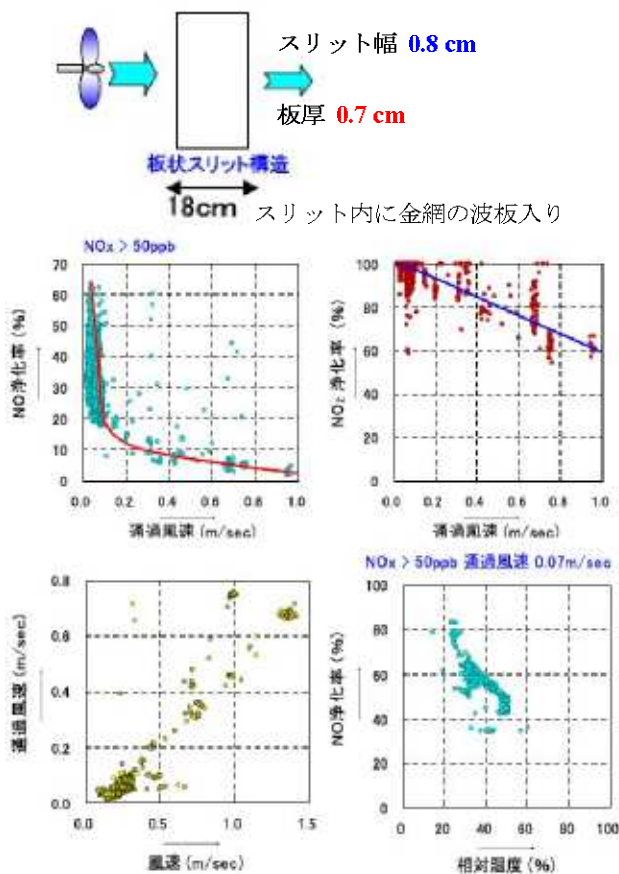 スリット幅 0.8 cm
板厚 0.7 cm
板状スリット構造
18cm
スリット内に金網の波板入り
NOx > 50ppb
70
60
50
40
30
20
10
0
NO浄化率 (%)
0.0 0.2 0.4 0.6 0.8 1.0
通過風速 (m/sec)
100
80
60
40
20
0
NO₂ 浄化率 (%)
0.0 0.2 0.4 0.6 0.8 1.0
通過風速 (m/sec)
0.8
0.6
0.4
0.2
0.0
通過風速 (m/sec)
0.0 0.5 1.0 1.5
風速 (m/sec)
NOx > 50ppb 通過風速 0.07m/sec
100
80
60
40
20
0
NO浄化率 (%)
0 20 40 60 80 100
相対湿度 (%)